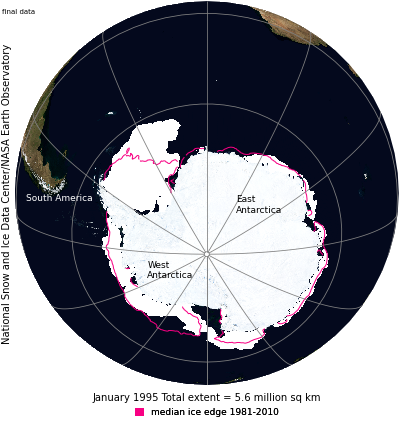 final data
National Snow and Ice Data Center/NASA Earth Observatory
South America
East
Antarctica
West
Antarctica
January 1995 Total extent = 5.6 million sq km
median ice edge 1981-2010